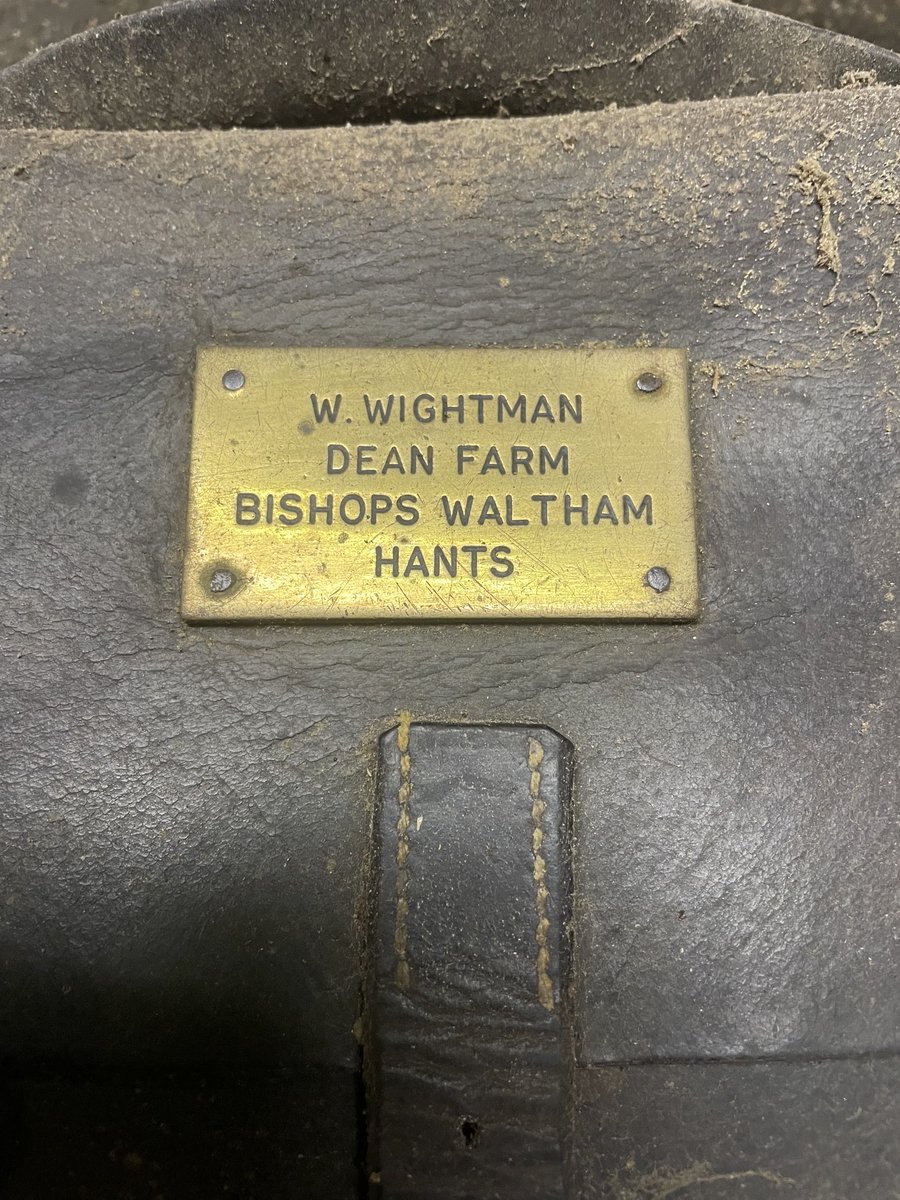 W. WIGHTMAN
DEAN FARM
BISHOPS WALTHAM
HANTS